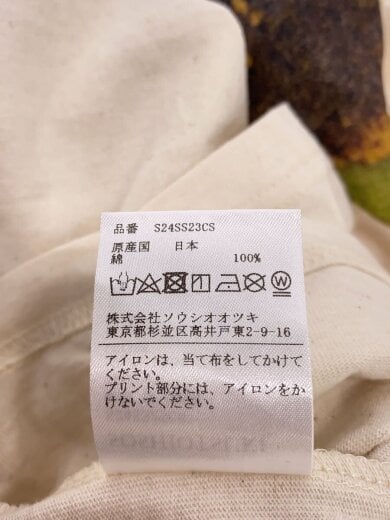 品番 S24SS23CS
原産国 日本
綿 100%
株式会社ソウシオオツキ
東京都杉並区高井戸東2-9-16
アイロンは、当て布をしてかけて
ください。
プリント部分には、アイロンをか
けないでください。